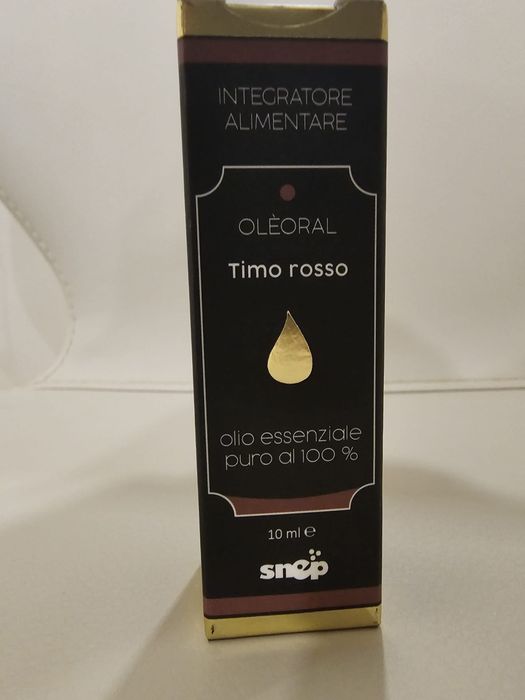 INTEGRATORE
ALIMENTARE
OLÈORAL
Timo rosso
olio essenziale
puro al 100 %
10 ml ℮
snep